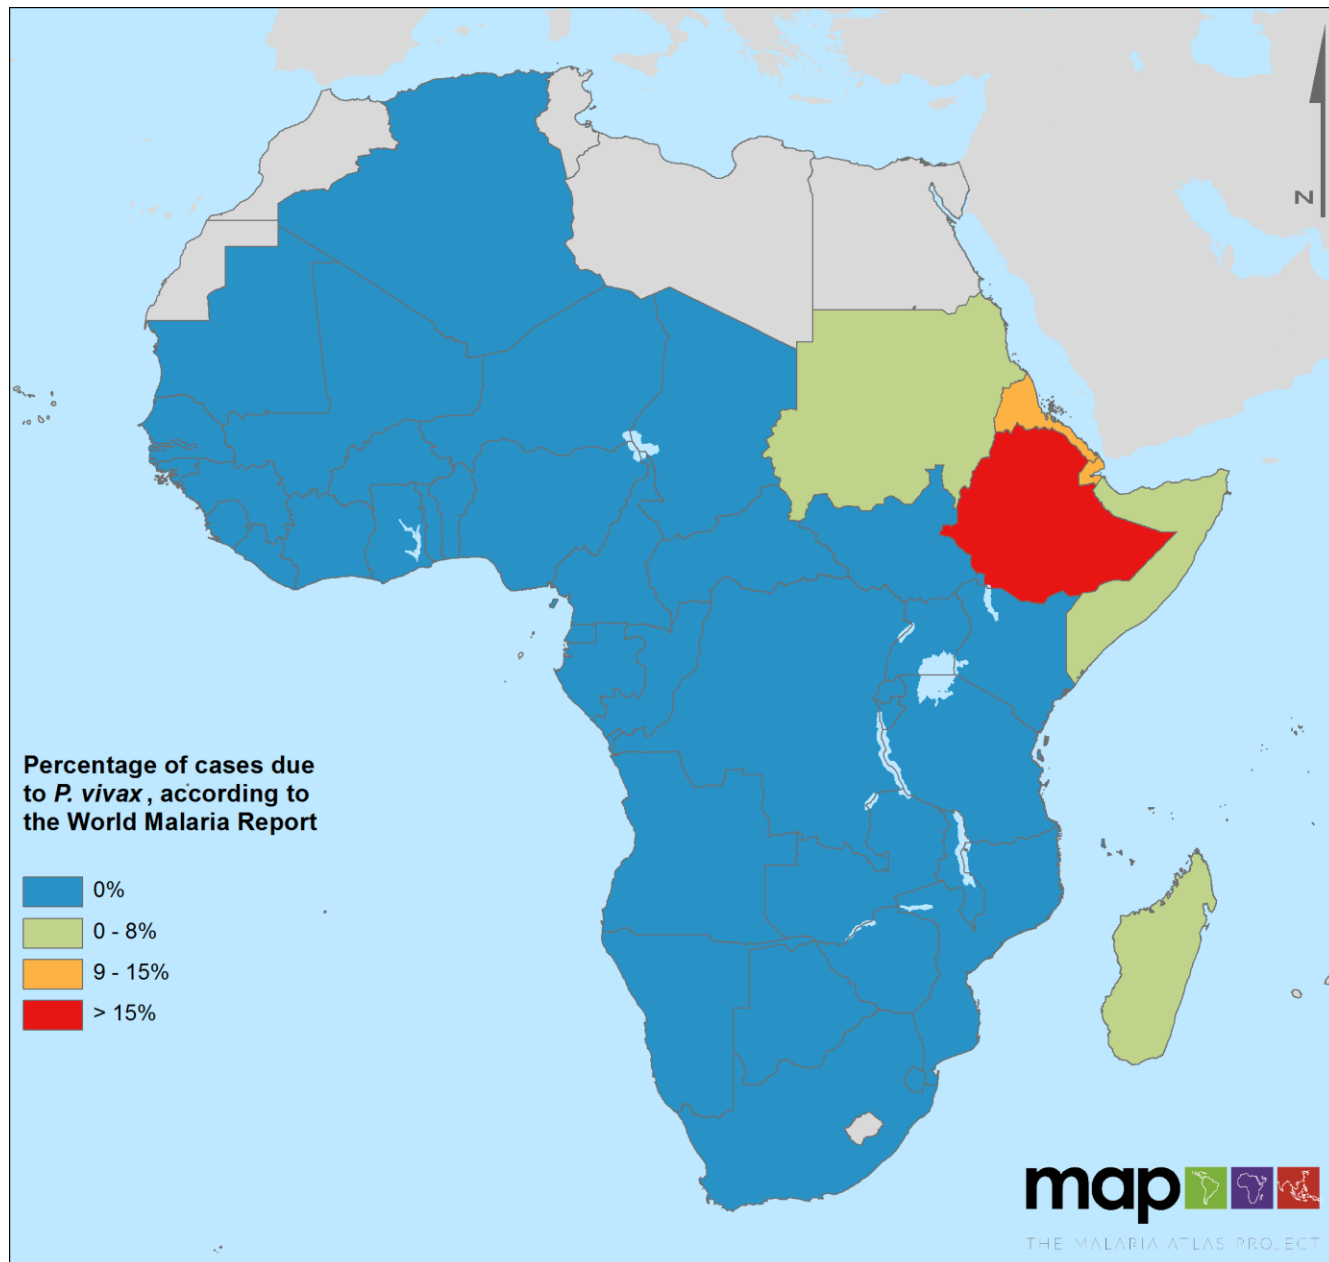 N
Percentage of cases due
to P. vivax, according to
the World Malaria Report
0%
0 - 8%
9 - 15%
> 15%
map
THE MALARIA ATLAS PROJECT